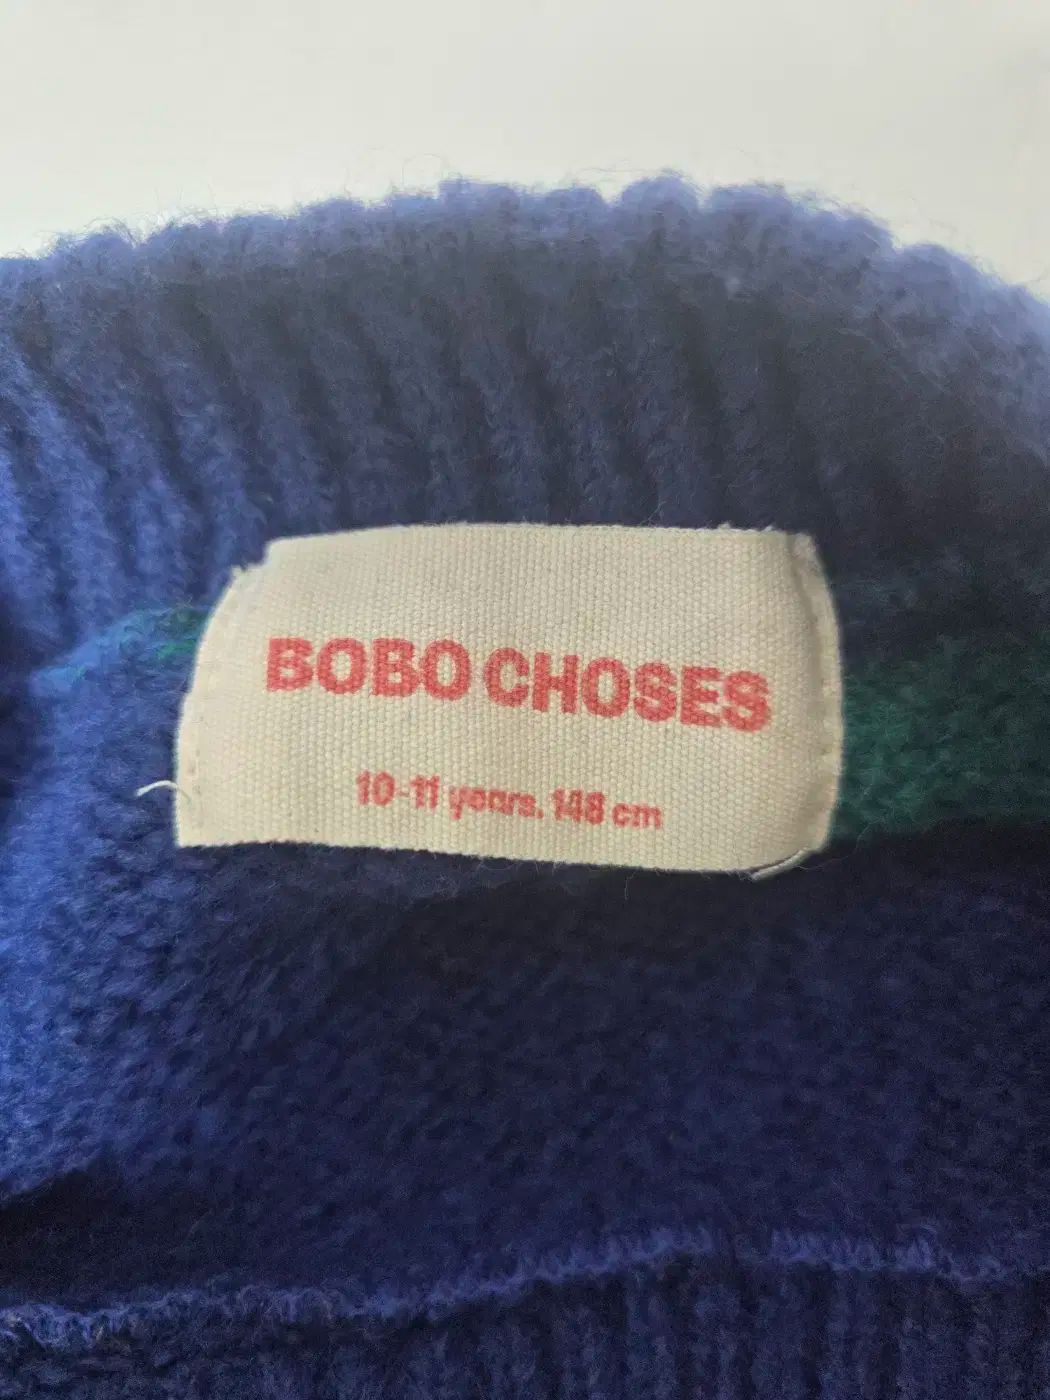 BOBO CHOSES
10-11 years. 148 cm